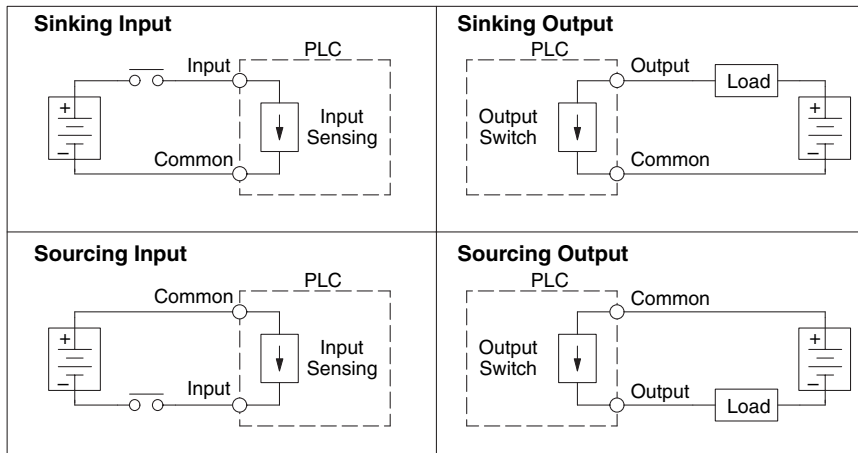 Sinking Input
PLC
Input
+
Input
Sensing
–
Common
Sinking Output
PLC
Output
Load
+
Output
Switch
–
Common
Sourcing Input
PLC
Common
+
Input
Sensing
–
Input
Sourcing Output
PLC
Common
+
Output
Switch
–
Output
Load